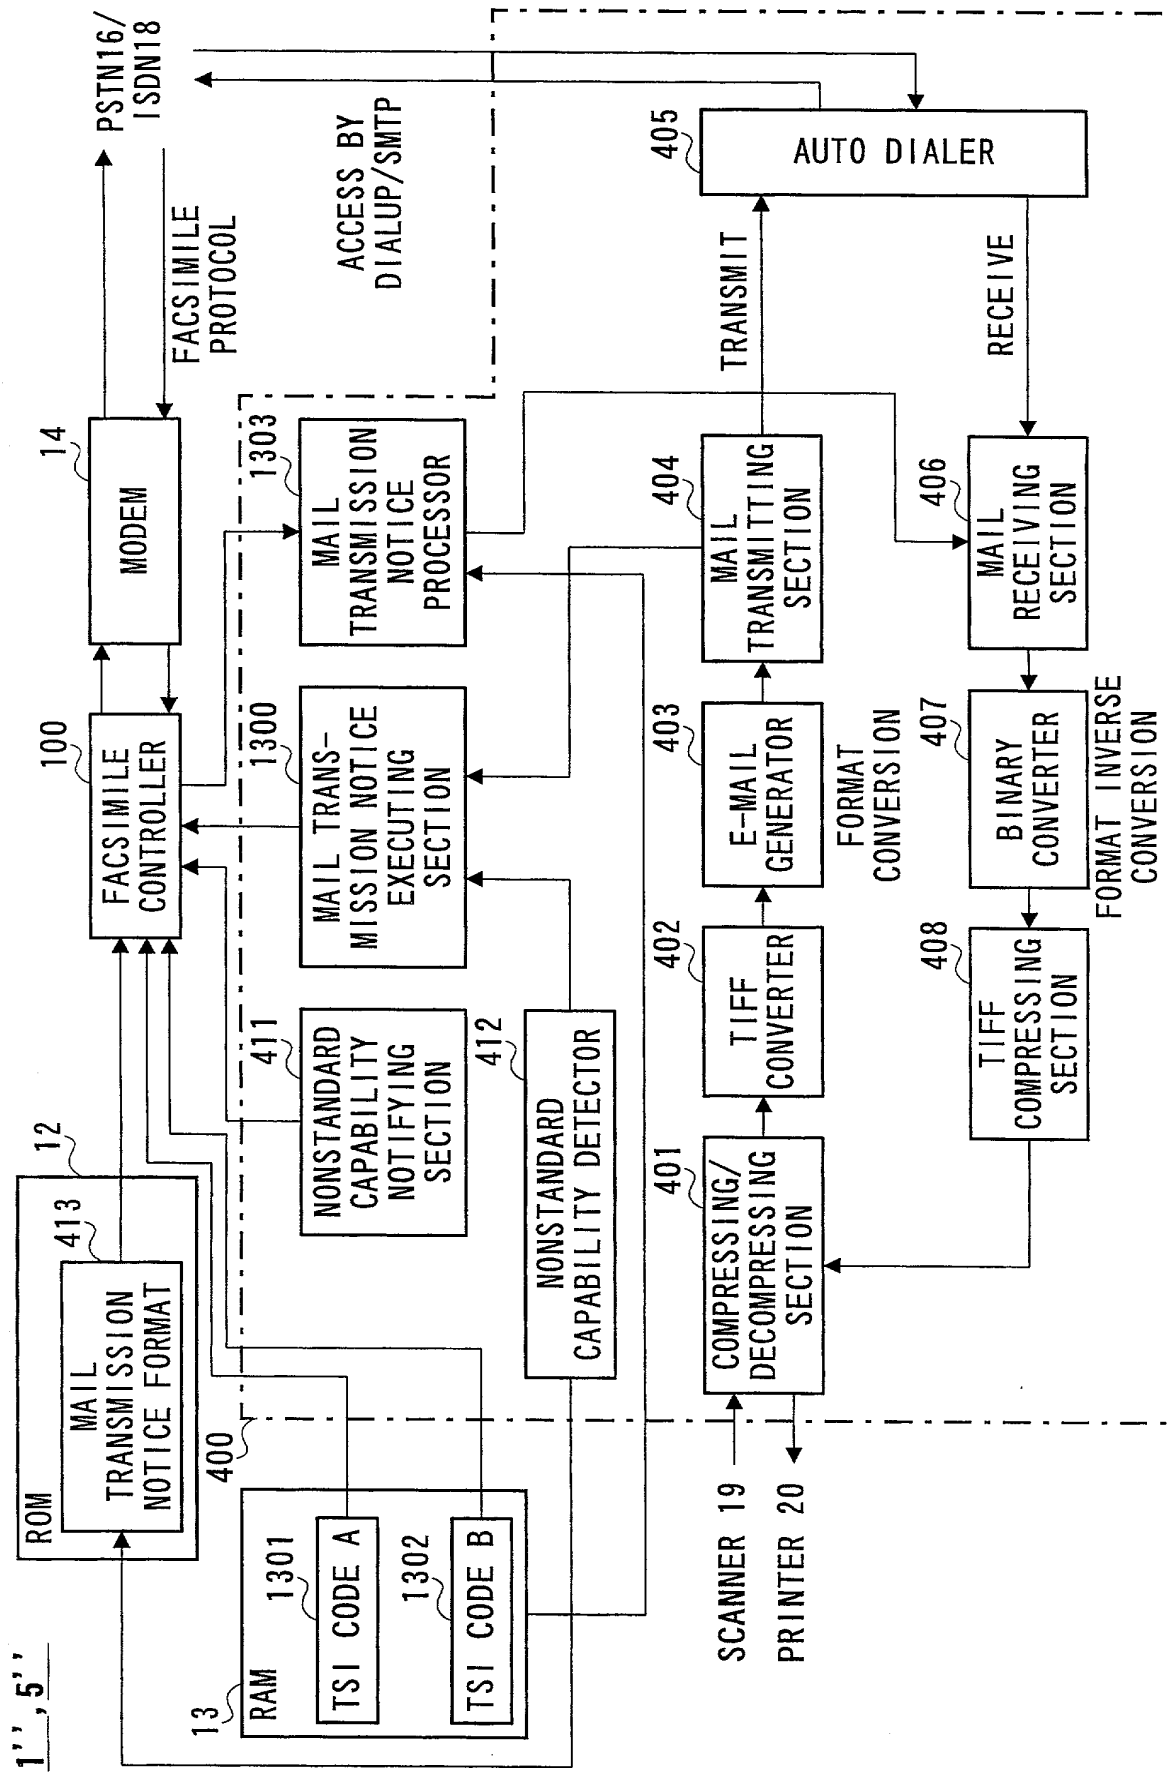 1'',5''
ROM
12
413
MAIL
TRANSMISSION
NOTICE FORMAT
100
FACSIMILE
CONTROLLER
14
MODEM
PSTN16/
ISDN18
FACSIMILE
PROTOCOL
13
RAM
1301
TSI CODE A
1302
TSI CODE B
400
411
NONSTANDARD
CAPABILITY
NOTIFYING
SECTION
1300
MAIL TRANS-
MISSION NOTICE
EXECUTING
SECTION
1303
MAIL
TRANSMISSION
NOTICE
PROCESSOR
ACCESS BY
DIALUP/SMTP
412
NONSTANDARD
CAPABILITY DETECTOR
SCANNER 19
PRINTER 20
401
COMPRESSING/
DECOMPRESSING
SECTION
402
TIFF
CONVERTER
403
E-MAIL
GENERATOR
FORMAT
CONVERSION
404
MAIL
TRANSMITTING
SECTION
TRANSMIT
405
AUTO DIALER
RECEIVE
406
MAIL
RECEIVING
SECTION
407
BINARY
CONVERTER
FORMAT INVERSE
CONVERSION
408
TIFF
COMPRESSING
SECTION